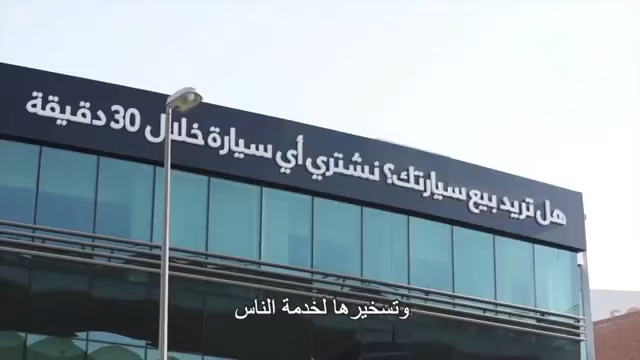 هل تريد بيع سيارتك؟ نشتري أي سيارة خلال 30 دقيقة
وتسخيرها لخدمة الناس